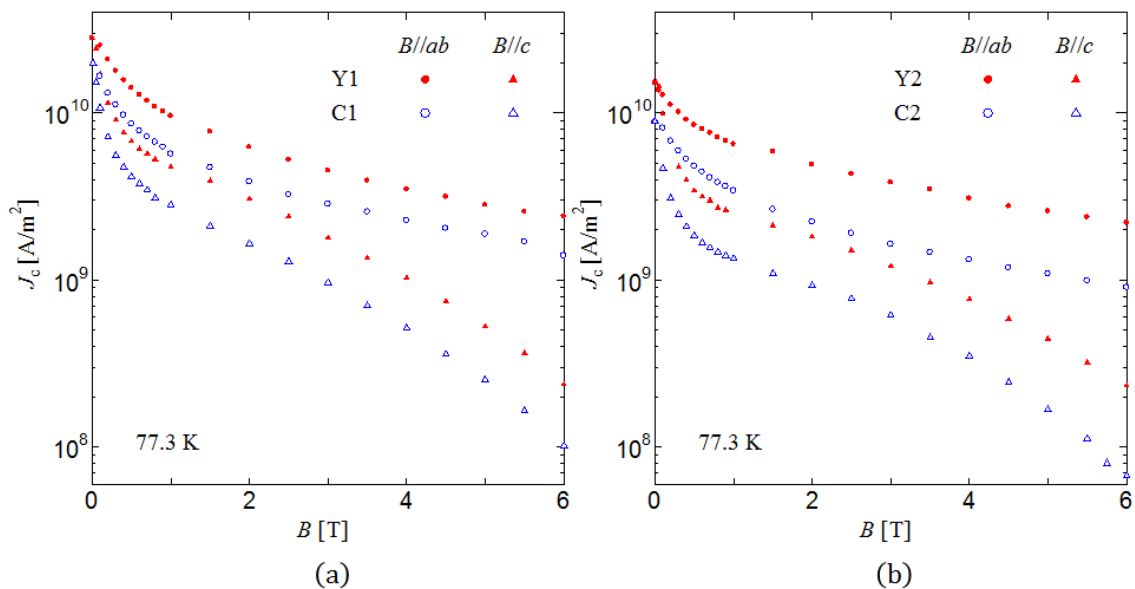 B//ab B//c
Y1
C1
10^10
10^9
10^8
J_c [A/m^2]
77.3 K
0 2 4 6
B [T]
(a)
B//ab B//c
Y2
C2
10^10
10^9
10^8
J_c [A/m^2]
77.3 K
0 2 4 6
B [T]
(b)